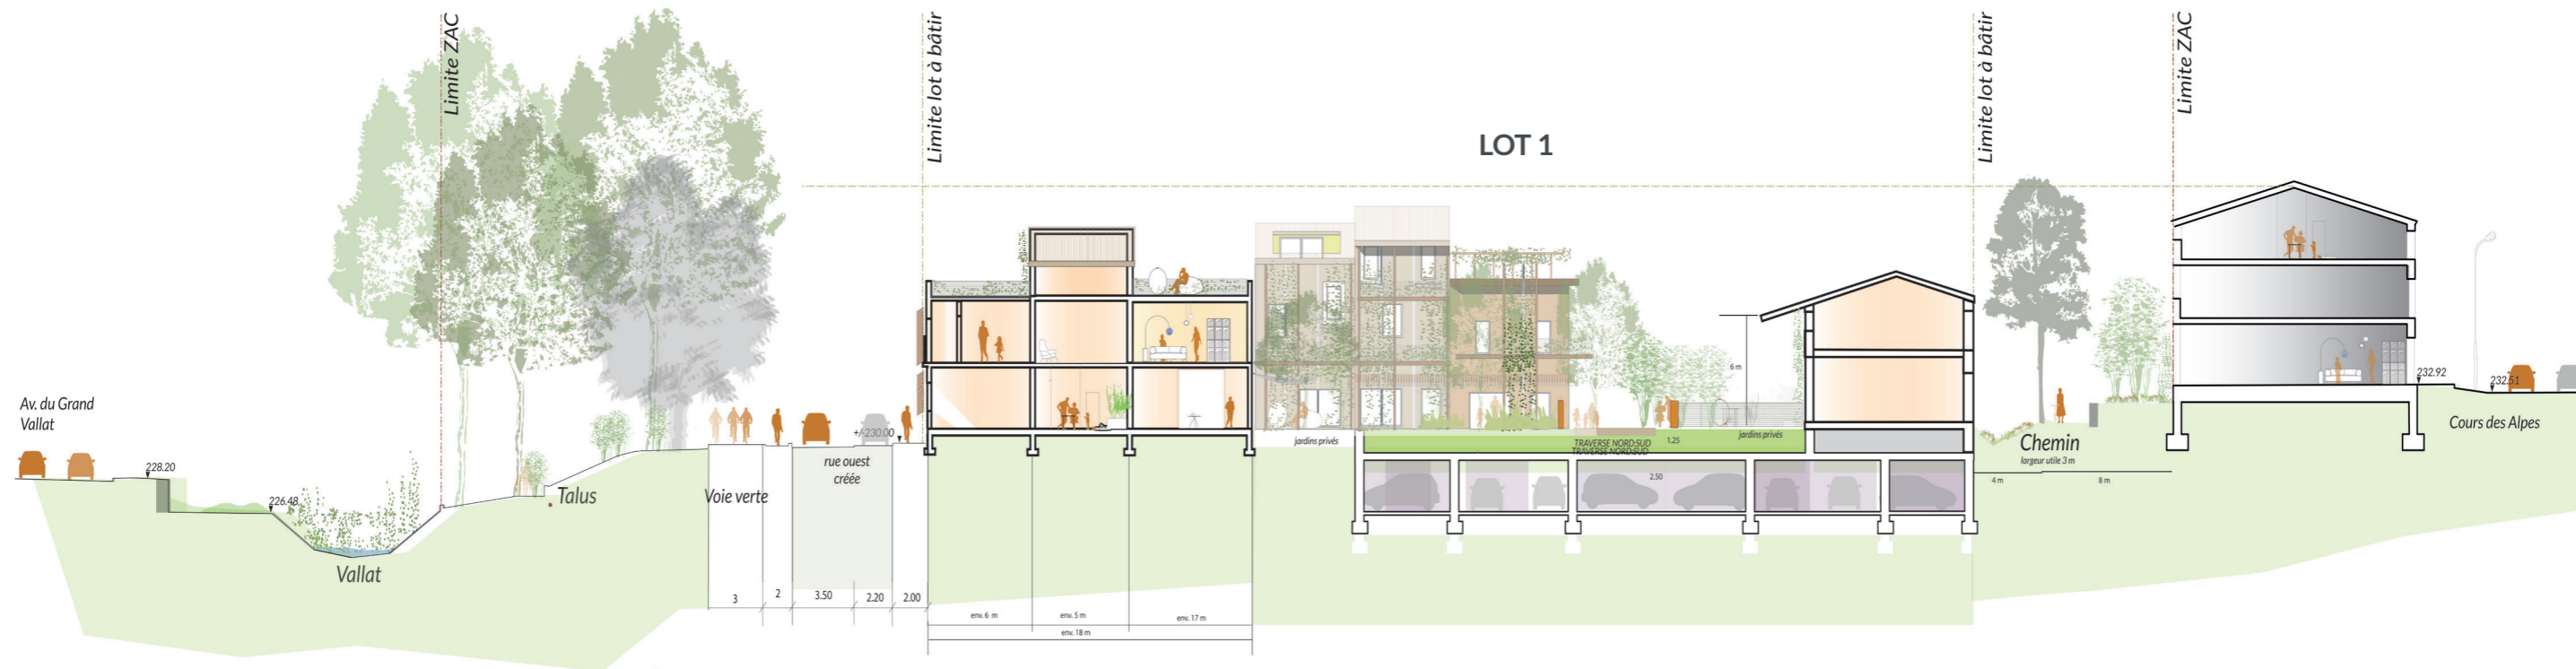 Limite ZAC
Limite lot à bâtir
LOT 1
Limite lot à bâtir
Limite ZAC
Av. du Grand
Vallat
228.20
226.48
Vallat
Talus
Voie verte
+/-230.00
rue ouest
créée
3
2
3.50
2.20
2.00
env. 6 m
env. 5 m
env. 17 m
env. 18 m
jardins privés
TRAVERSE NORD-SUD
TRAVERSE NORD-SUD
1.25
jardins privés
2.50
6 m
Chemin
largeur utile 3 m
4 m
8 m
232.92
232.51
Cours des Alpes